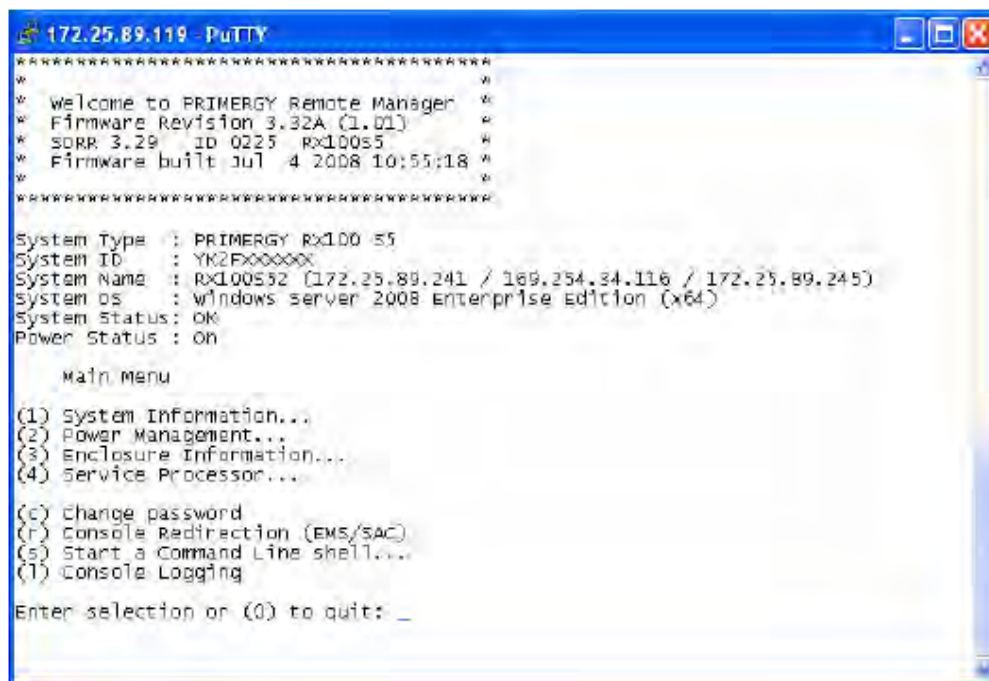 172.25.89.119 - PuTTY
*****************************************
* *
* Welcome to PRIMERGY Remote Manager *
* Firmware Revision 3.32A (1.01) *
* SDRR 3.29 ID 0225 RX100S5 *
* Firmware built Jul 4 2008 10:55:18 *
* *
*****************************************
System Type : PRIMERGY RX100 S5
System ID : YK2FXXXXXX
System Name : RX100S52 (172.25.89.241 / 169.254.34.116 / 172.25.89.245)
System OS : Windows Server 2008 Enterprise Edition (x64)
System Status: OK
Power Status : On
Main Menu
(1) System Information...
(2) Power Management...
(3) Enclosure Information...
(4) Service Processor...
(c) Change password
(r) Console Redirection (EMS/SAC)
(s) Start a Command Line shell...
(l) Console Logging
Enter selection or (0) to quit: _